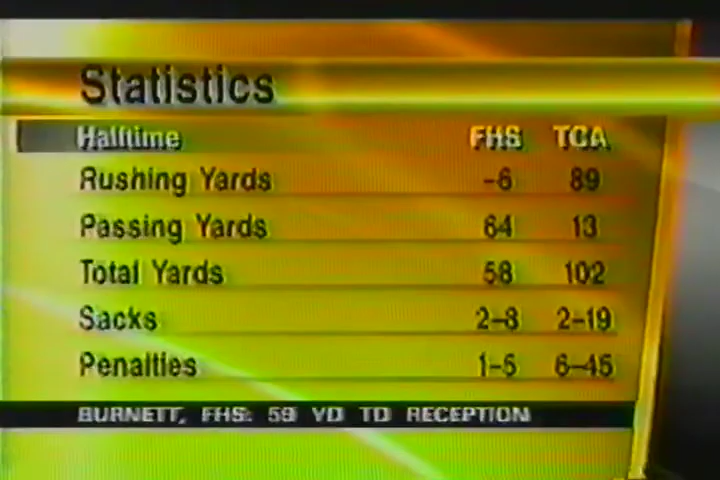 Statistics
Halftime FHS TCA
Rushing Yards -6 89
Passing Yards 64 13
Total Yards 58 102
Sacks 2-8 2-19
Penalties 1-5 6-45
BURNETT, FHS: 59 YD TD RECEPTION